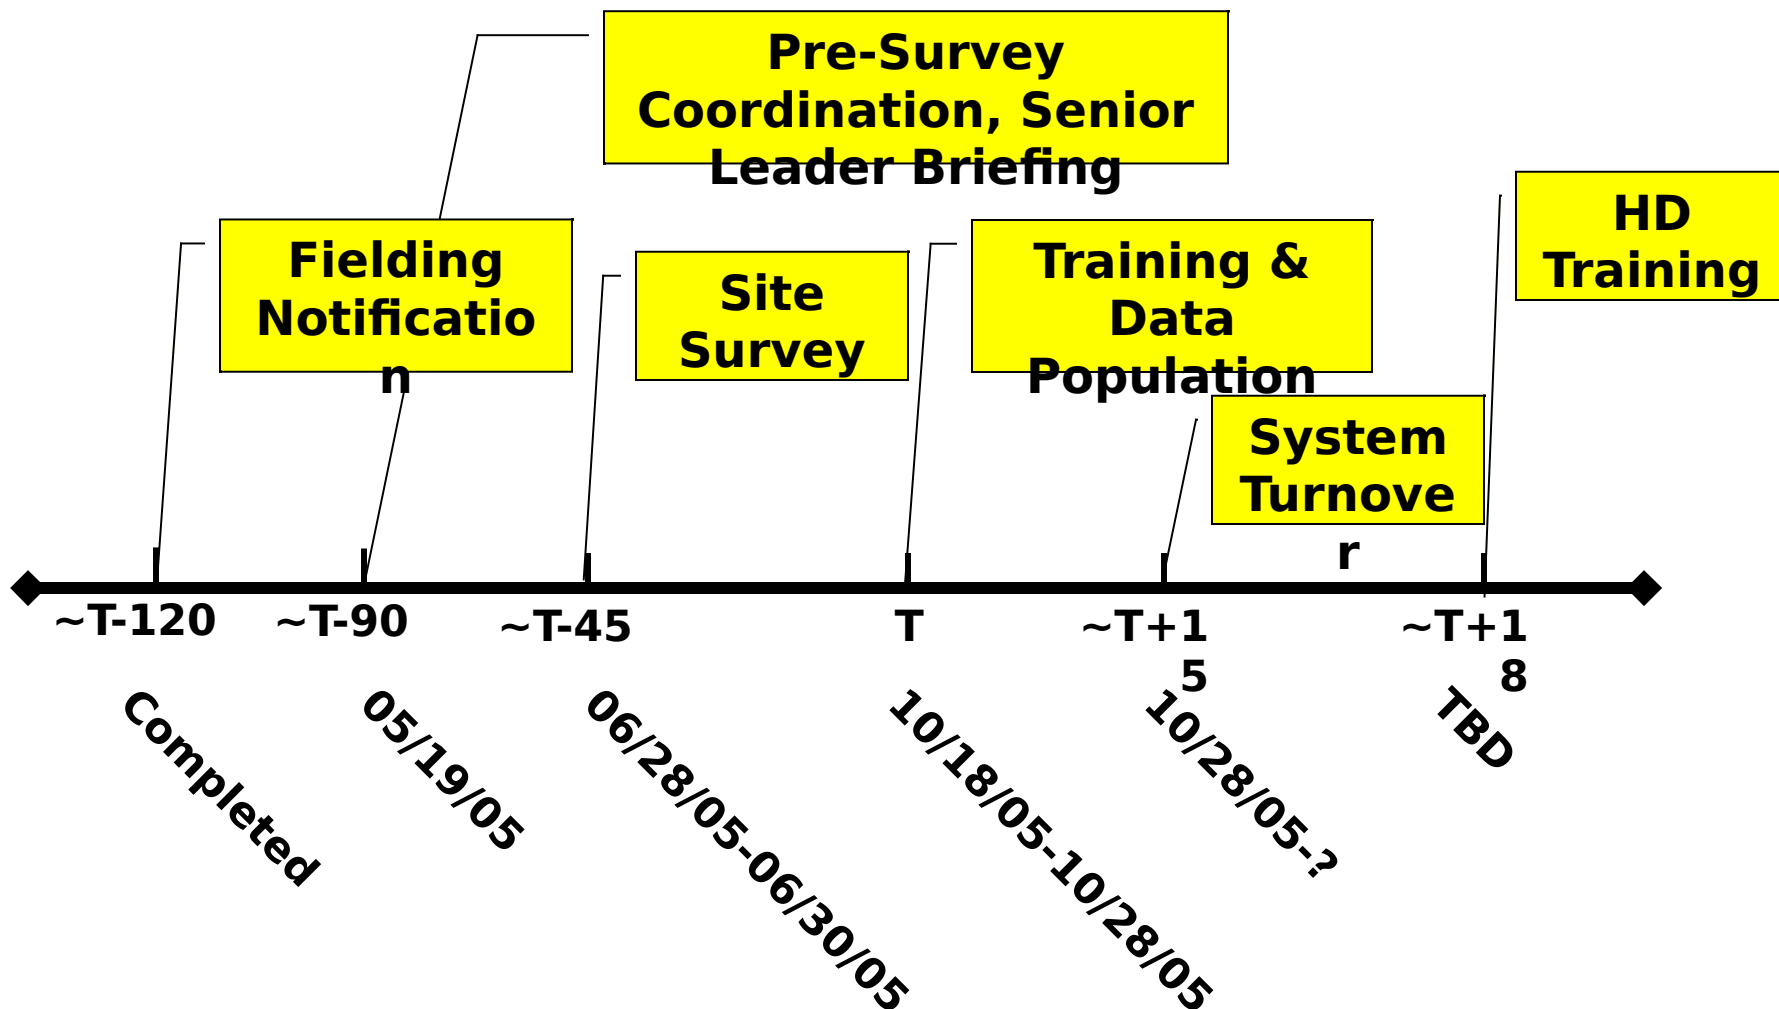 Pre-Survey
Coordination, Senior
Leader Briefing
HD
Training
Fielding
Notificatio
n
Site
Survey
Training &
Data
Population
System
Turnove
r
~T-120
~T-90
~T-45
T
~T+1
5
~T+1
8
Completed
05/19/05
06/28/05-06/30/05
10/18/05-10/28/05
10/28/05-?
TBD